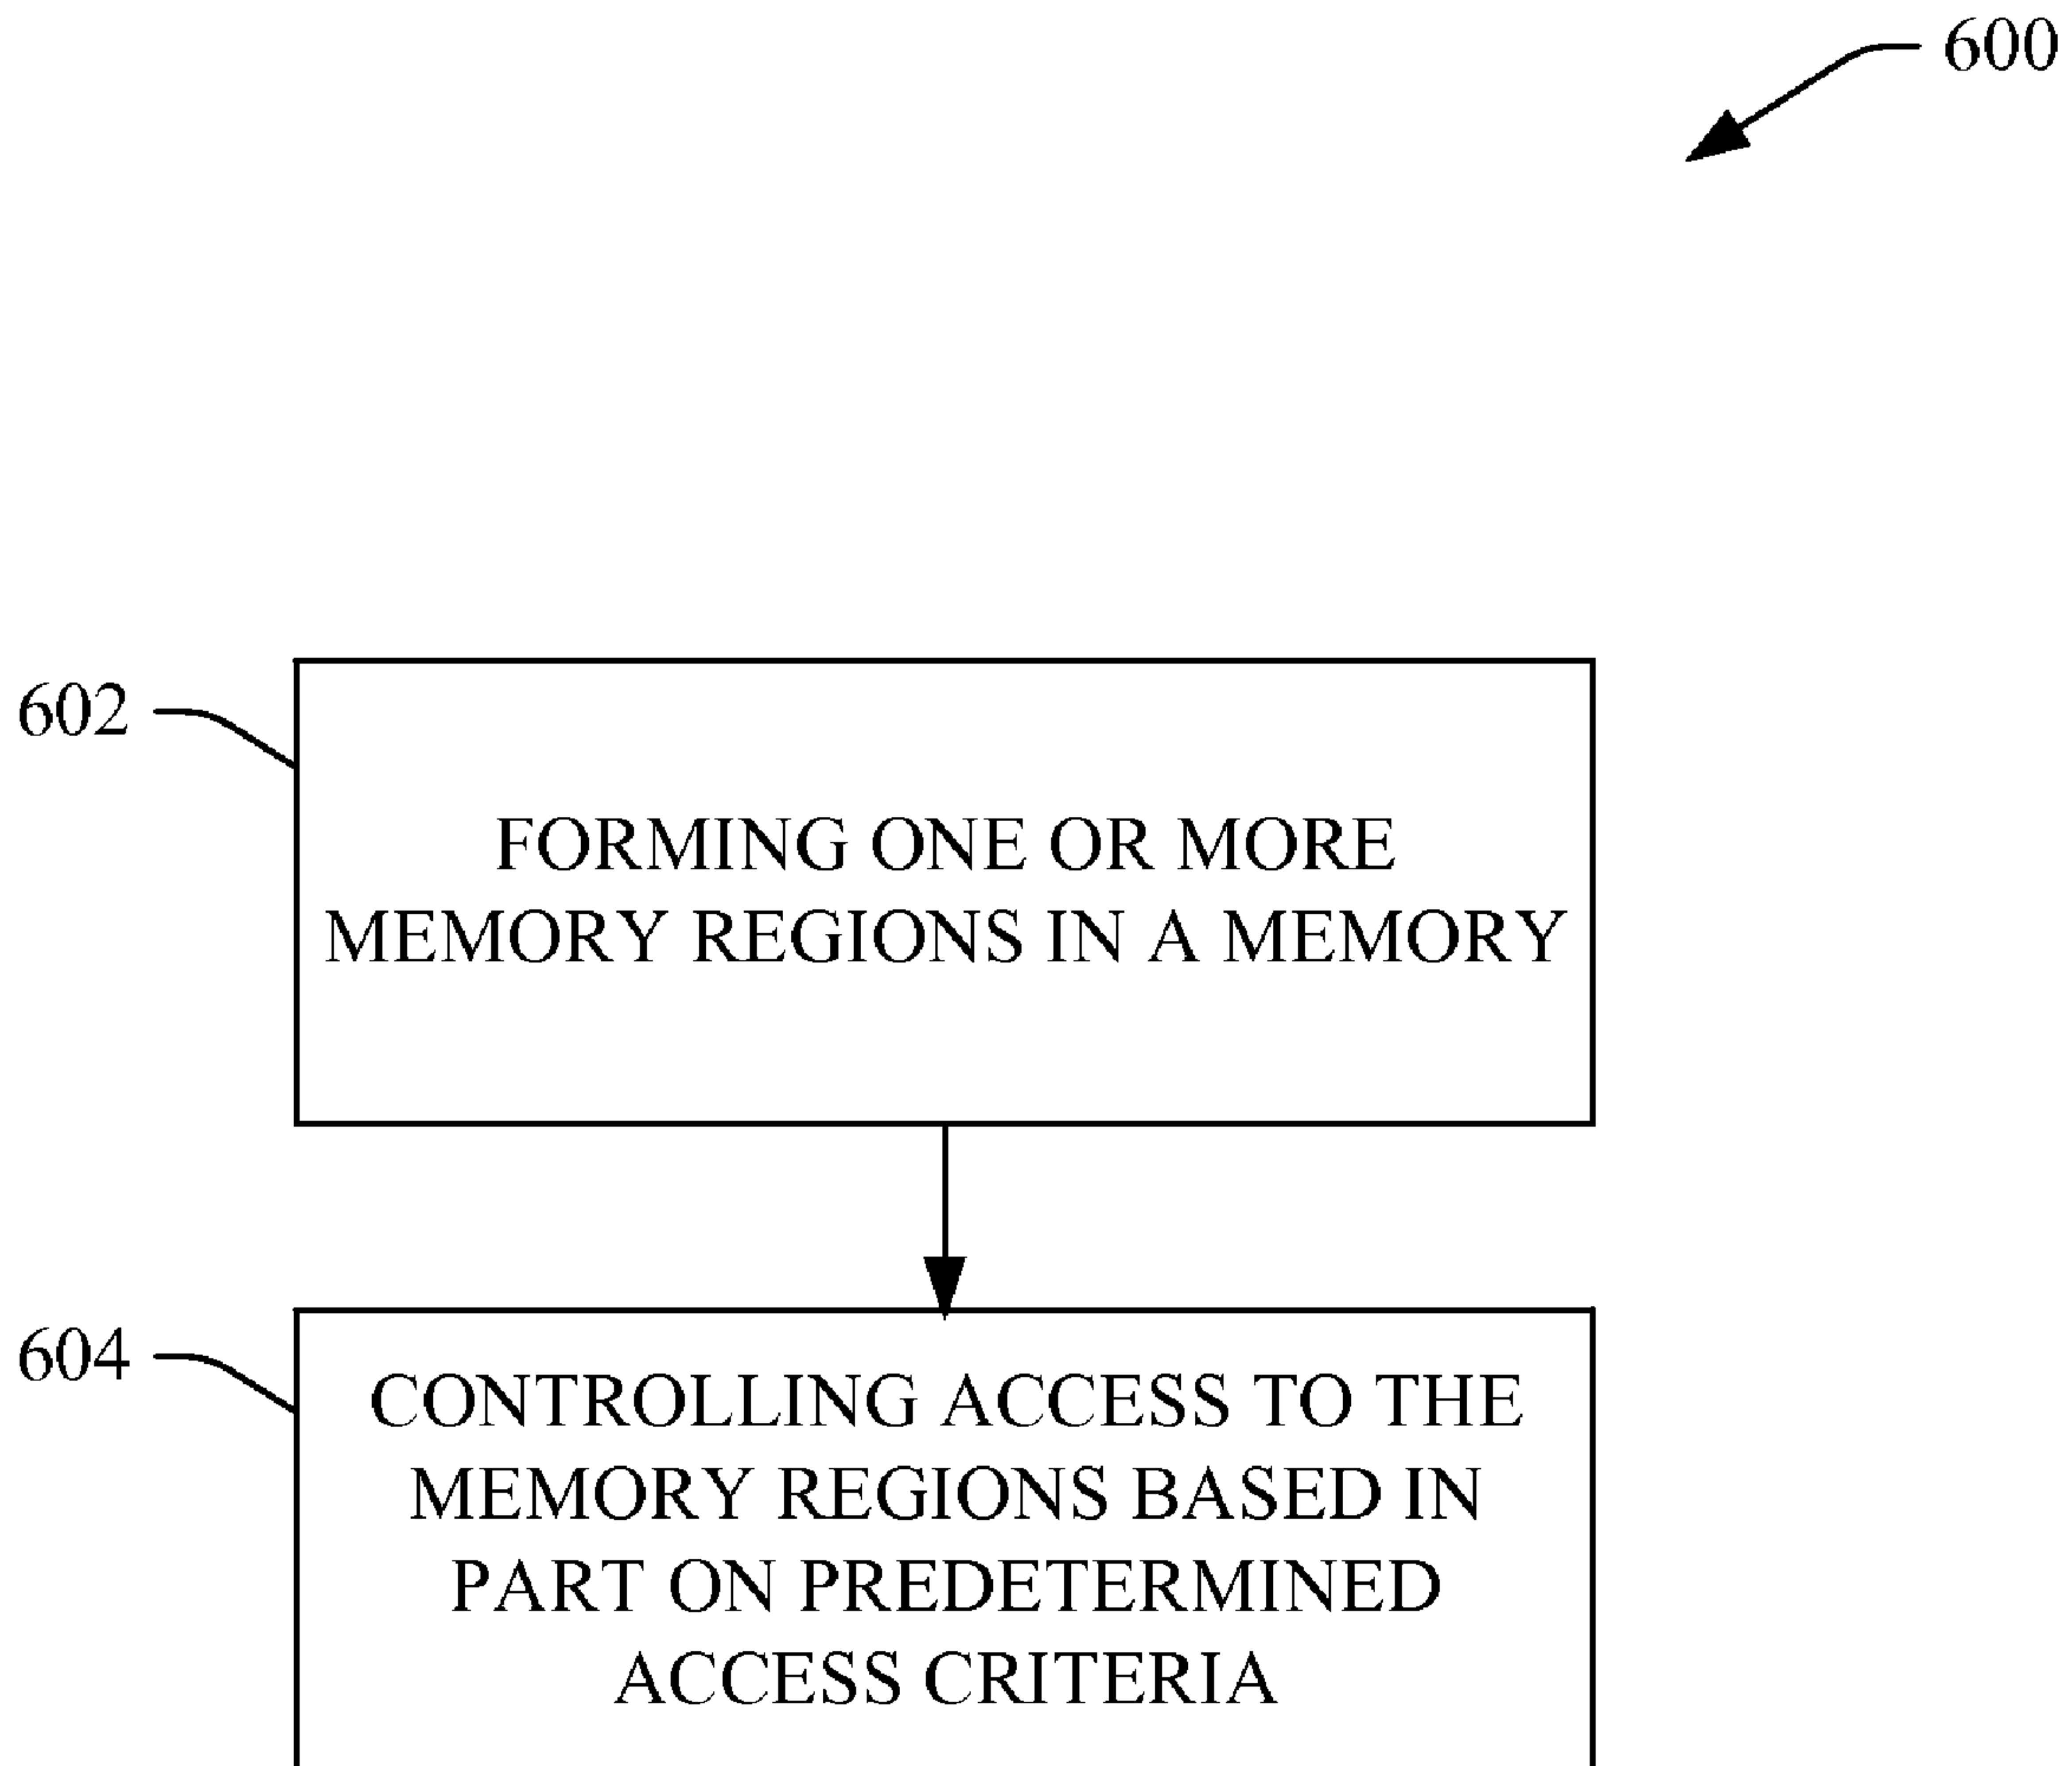 600
602
FORMING ONE OR MORE
MEMORY REGIONS IN A MEMORY
604
CONTROLLING ACCESS TO THE
MEMORY REGIONS BASED IN
PART ON PREDETERMINED
ACCESS CRITERIA